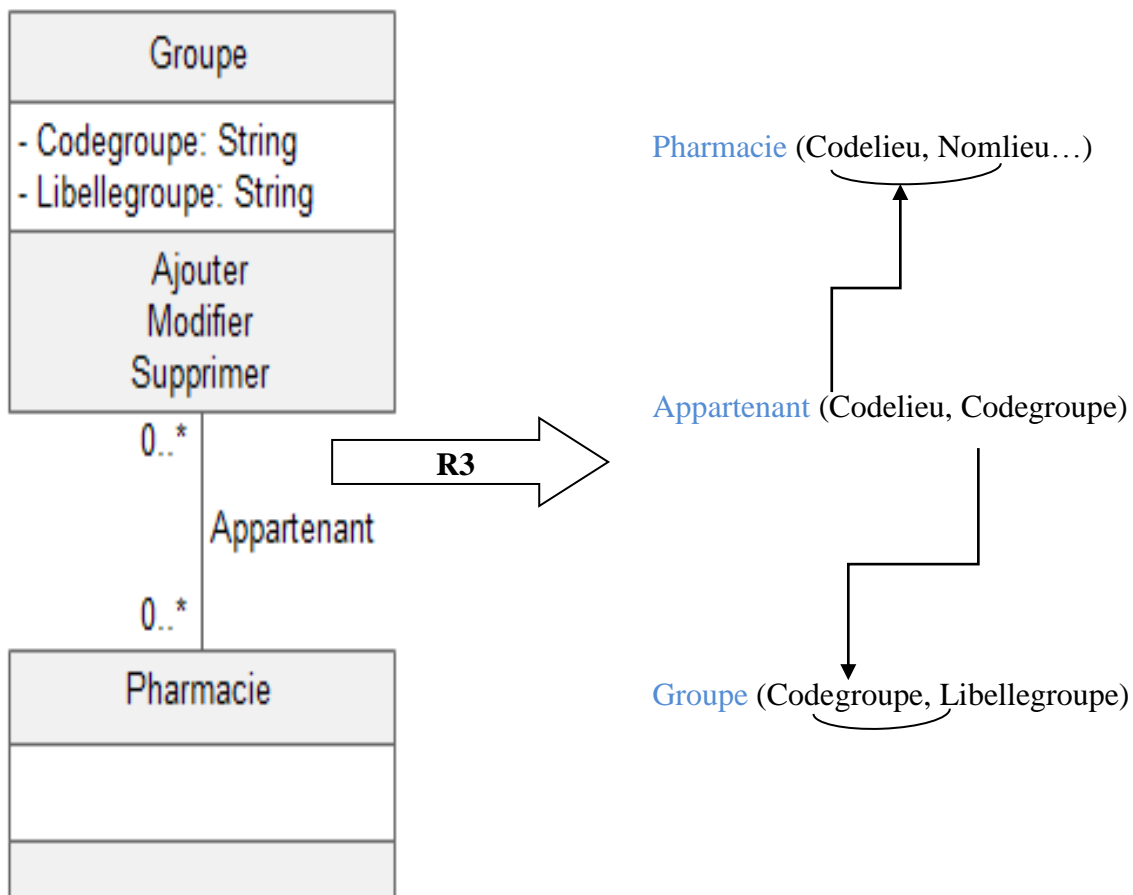 Groupe
- Codegroupe: String
- Libellegroupe: String
Ajouter
Modifier
Supprimer
0..*
Appartenant
0..*
Pharmacie
R3
Pharmacie (Codelieu, Nomlieu…)
Appartenant (Codelieu, Codegroupe)
Groupe (Codegroupe, Libellegroupe)